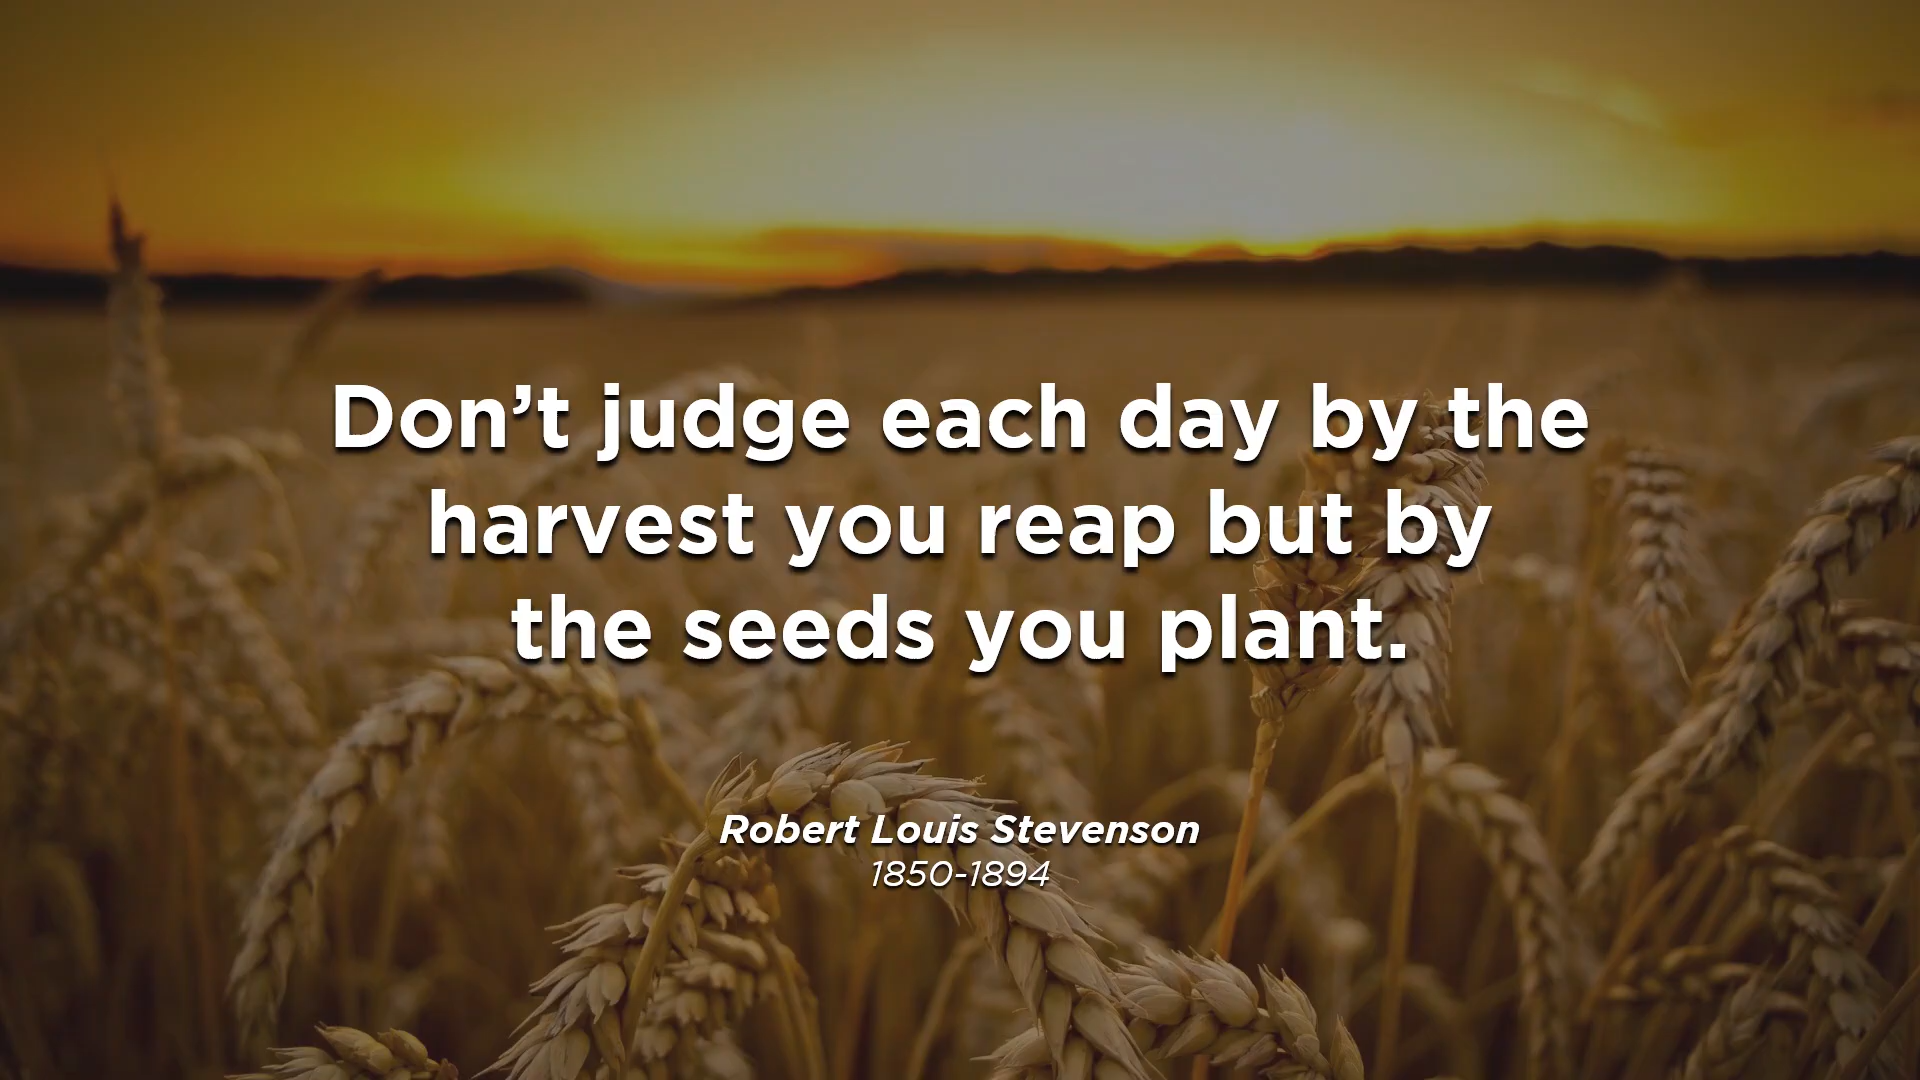 Don’t judge each day by the
harvest you reap but by
the seeds you plant.
Robert Louis Stevenson
1850-1894